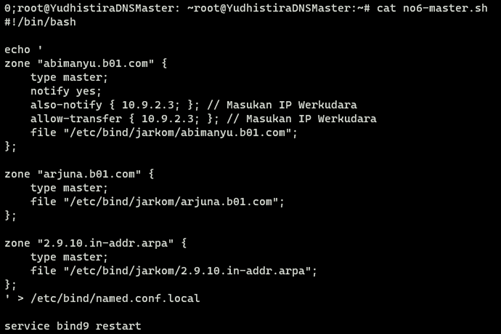 0;root@YudhistiraDNSMaster: ~root@YudhistiraDNSMaster:~# cat no6-master.sh
#!/bin/bash

echo '
zone "abimanyu.b01.com" {
    type master;
    notify yes;
    also-notify { 10.9.2.3; }; // Masukan IP Werkudara
    allow-transfer { 10.9.2.3; }; // Masukan IP Werkudara
    file "/etc/bind/jarkom/abimanyu.b01.com";
};

zone "arjuna.b01.com" {
    type master;
    file "/etc/bind/jarkom/arjuna.b01.com";
};

zone "2.9.10.in-addr.arpa" {
    type master;
    file "/etc/bind/jarkom/2.9.10.in-addr.arpa";
};
' > /etc/bind/named.conf.local

service bind9 restart